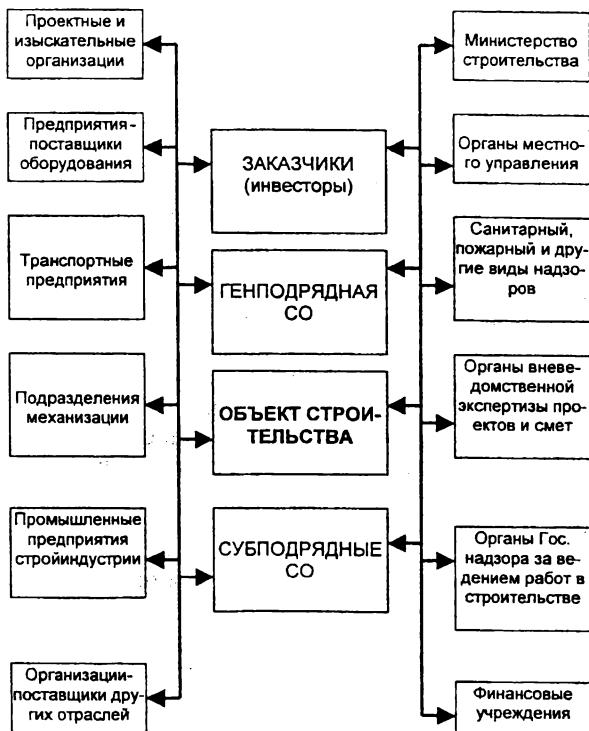 Проектные и
изыскательные
организации
Предприятия-
поставщики
оборудования
Транспортные
предприятия
Подразделения
механизации
Промышленные
предприятия
стройиндустрии
Организации-
поставщики дру-
гих отраслей
ЗАКАЗЧИКИ
(инвесторы)
ГЕНПОДРЯДНАЯ
СО
ОБЪЕКТ СТРОИ-
ТЕЛЬСТВА
СУБПОДРЯДНЫЕ
СО
Министерство
строительства
Органы местно-
го управления
Санитарный,
пожарный и дру-
гие виды надзо-
ров
Органы вневе-
домственной
экспертизы про-
ектов и смет
Органы Гос.
надзора за ве-
дением работ в
строительстве
Финансовые
учреждения